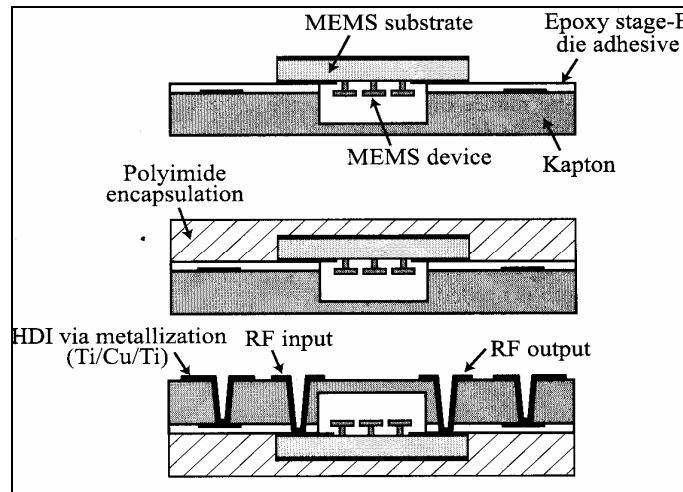 MEMS substrate
Epoxy stage-B
die adhesive
MEMS device
Kapton
Polyimide
encapsulation
HDI via metallization
(Ti/Cu/Ti)
RF input
RF output